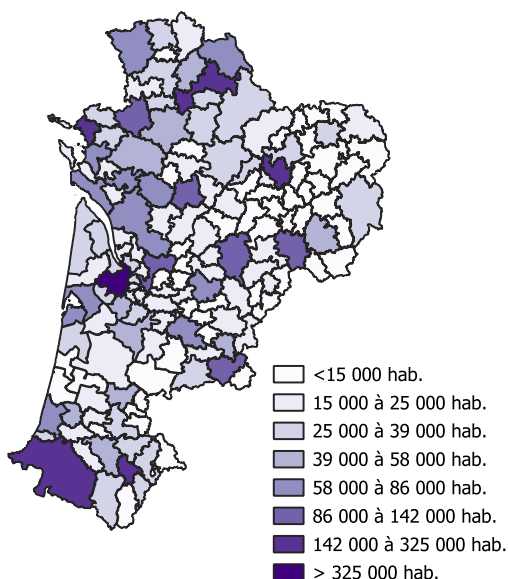 <15 000 hab.
15 000 à 25 000 hab.
25 000 à 39 000 hab.
39 000 à 58 000 hab.
58 000 à 86 000 hab.
86 000 à 142 000 hab.
142 000 à 325 000 hab.
> 325 000 hab.